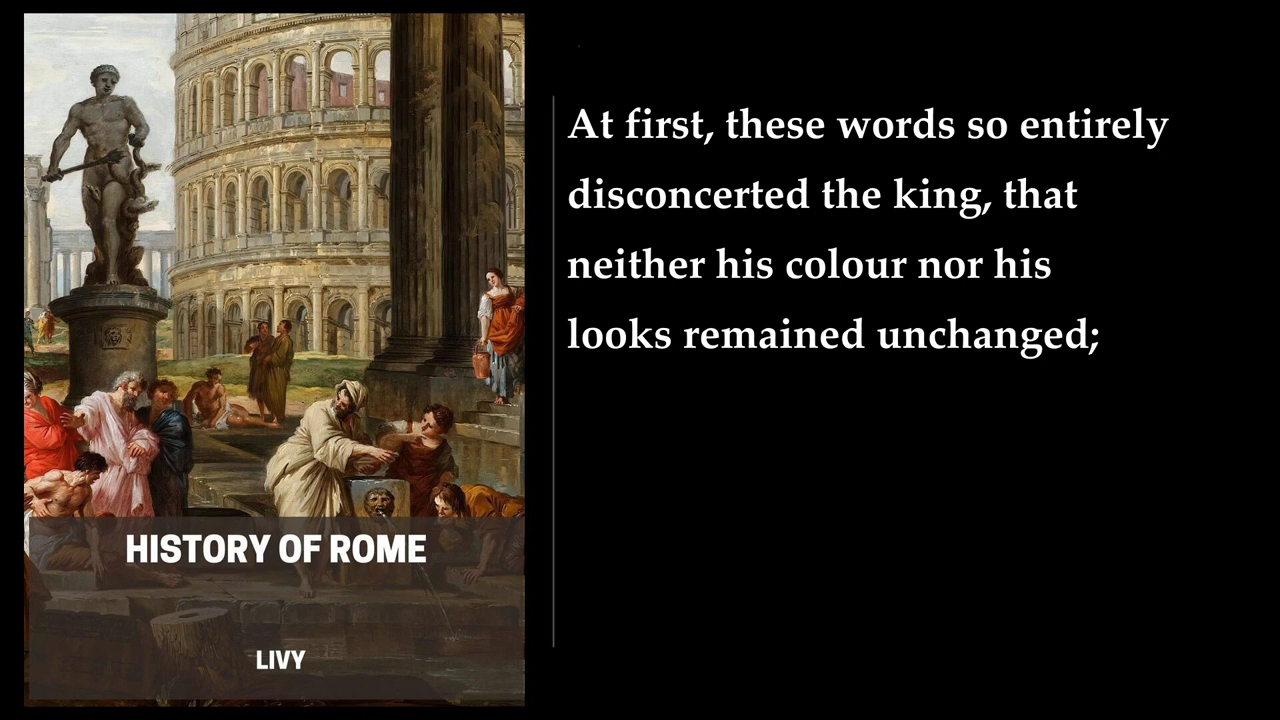 HISTORY OF ROME
LIVY
At first, these words so entirely
disconcerted the king, that
neither his colour nor his
looks remained unchanged;